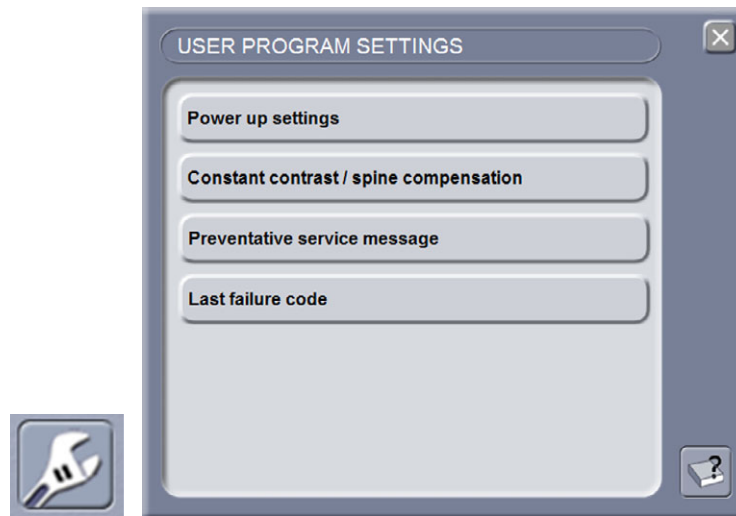 USER PROGRAM SETTINGS
Power up settings
Constant contrast / spine compensation
Preventative service message
Last failure code
?